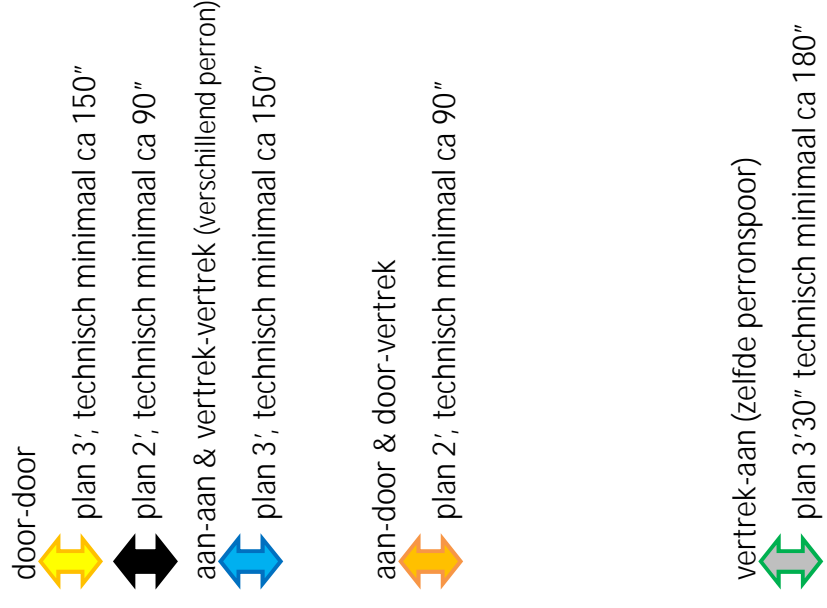 door-door
plan 3’, technisch minimaal ca 150”
plan 2’, technisch minimaal ca 90”
aan-aan & vertrek-vertrek (verschillend perron)
plan 3’, technisch minimaal ca 150”
aan-door & door-vertrek
plan 2’, technisch minimaal ca 90”
vertrek-aan (zelfde perronspoor)
plan 3’30” technisch minimaal ca 180”